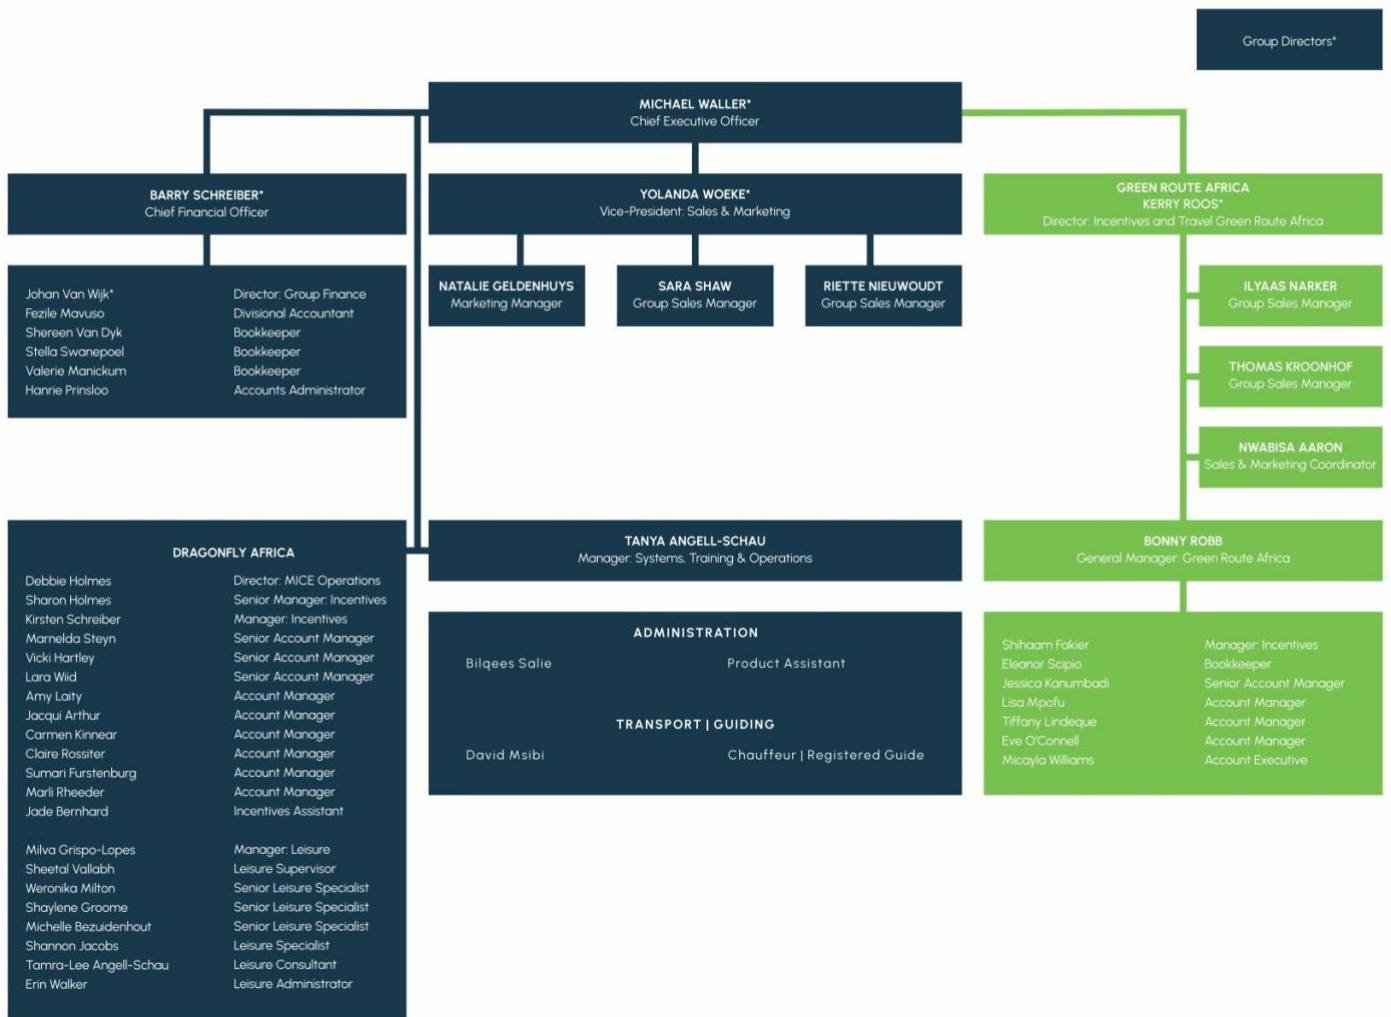 Group Directors*
MICHAEL WALLER*
Chief Executive Officer
BARRY SCHREIBER*
Chief Financial Officer
YOLANDA WOEKE*
Vice-President: Sales & Marketing
GREEN ROUTE AFRICA
KERRY ROOS*
Director: Incentives and Travel Green Route Africa
Johan Van Wijk* Director: Group Finance
Fezile Mavuso Divisional Accountant
Shereen Van Dyk Bookkeeper
Stella Swanepoel Bookkeeper
Valerie Manickum Bookkeeper
Hanrie Prinsloo Accounts Administrator
NATALIE GELDENHUYS
Marketing Manager
SARA SHAW
Group Sales Manager
RIETTE NIEUWOUDT
Group Sales Manager
ILYAAS NARKER
Group Sales Manager
THOMAS KROONHOF
Group Sales Manager
NWABISA AARON
Sales & Marketing Coordinator
DRAGONFLY AFRICA
Debbie Holmes Director: MICE Operations
Sharon Holmes Senior Manager: Incentives
Kirsten Schreiber Manager: Incentives
Marnelda Steyn Senior Account Manager
Vicki Hartley Senior Account Manager
Lara Wiid Senior Account Manager
Amy Laity Account Manager
Jacqui Arthur Account Manager
Carmen Kinnear Account Manager
Claire Rossiter Account Manager
Sumari Furstenburg Account Manager
Marli Rheeder Account Manager
Jade Bernhard Incentives Assistant
Milva Grispo-Lopes Manager: Leisure
Sheetal Vallabh Leisure Supervisor
Weronika Milton Senior Leisure Specialist
Shaylene Groome Senior Leisure Specialist
Michelle Bezuidenhout Senior Leisure Specialist
Shannon Jacobs Leisure Specialist
Tamra-Lee Angell-Schau Leisure Consultant
Erin Walker Leisure Administrator
TANYA ANGELL-SCHAU
Manager: Systems, Training & Operations
ADMINISTRATION
Bilqees Salie Product Assistant
TRANSPORT | GUIDING
David Msibi Chauffeur | Registered Guide
BONNY ROBB
General Manager: Green Route Africa
Shihaam Fakier Manager: Incentives
Eleanor Scipio Bookkeeper
Jessica Kanumbadi Senior Account Manager
Lisa Mpofu Account Manager
Tiffany Lindeque Account Manager
Eve O'Connell Account Manager
Micayla Williams Account Executive